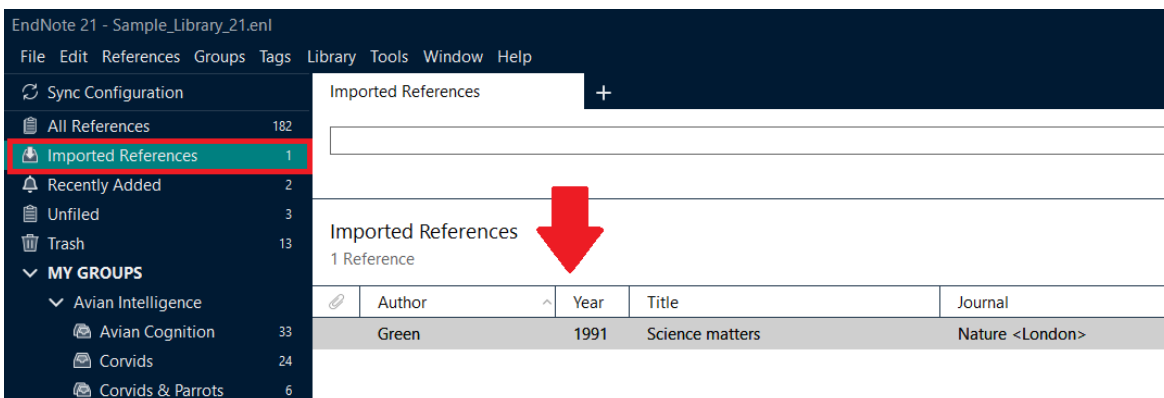 EndNote 21 - Sample_Library_21.enl
File Edit References Groups Tags Library Tools Window Help
Sync Configuration
All References 182
Imported References 1
Recently Added 2
Unfiled 3
Trash 13
MY GROUPS
Avian Intelligence
Avian Cognition 33
Corvids 24
Corvids & Parrots 6
Imported References +
Imported References
1 Reference
Author Year Title Journal
Green 1991 Science matters Nature <London>